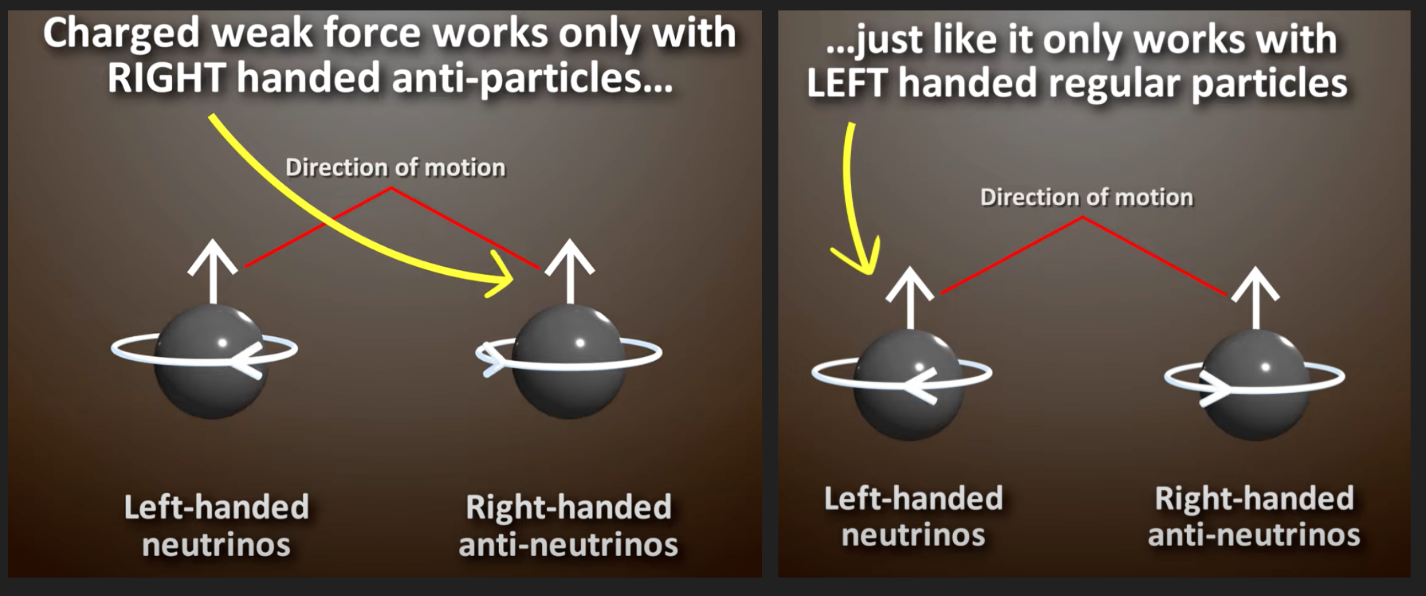 Charged weak force works only with
RIGHT handed anti-particles...
Direction of motion
Left-handed
neutrinos
Right-handed
anti-neutrinos
...just like it only works with
LEFT handed regular particles
Direction of motion
Left-handed
neutrinos
Right-handed
anti-neutrinos